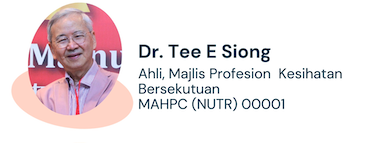 Dr. Tee E Siong
Ahli, Majlis Profesion Kesihatan
Bersekutuan
MAHPC (NUTR) 00001